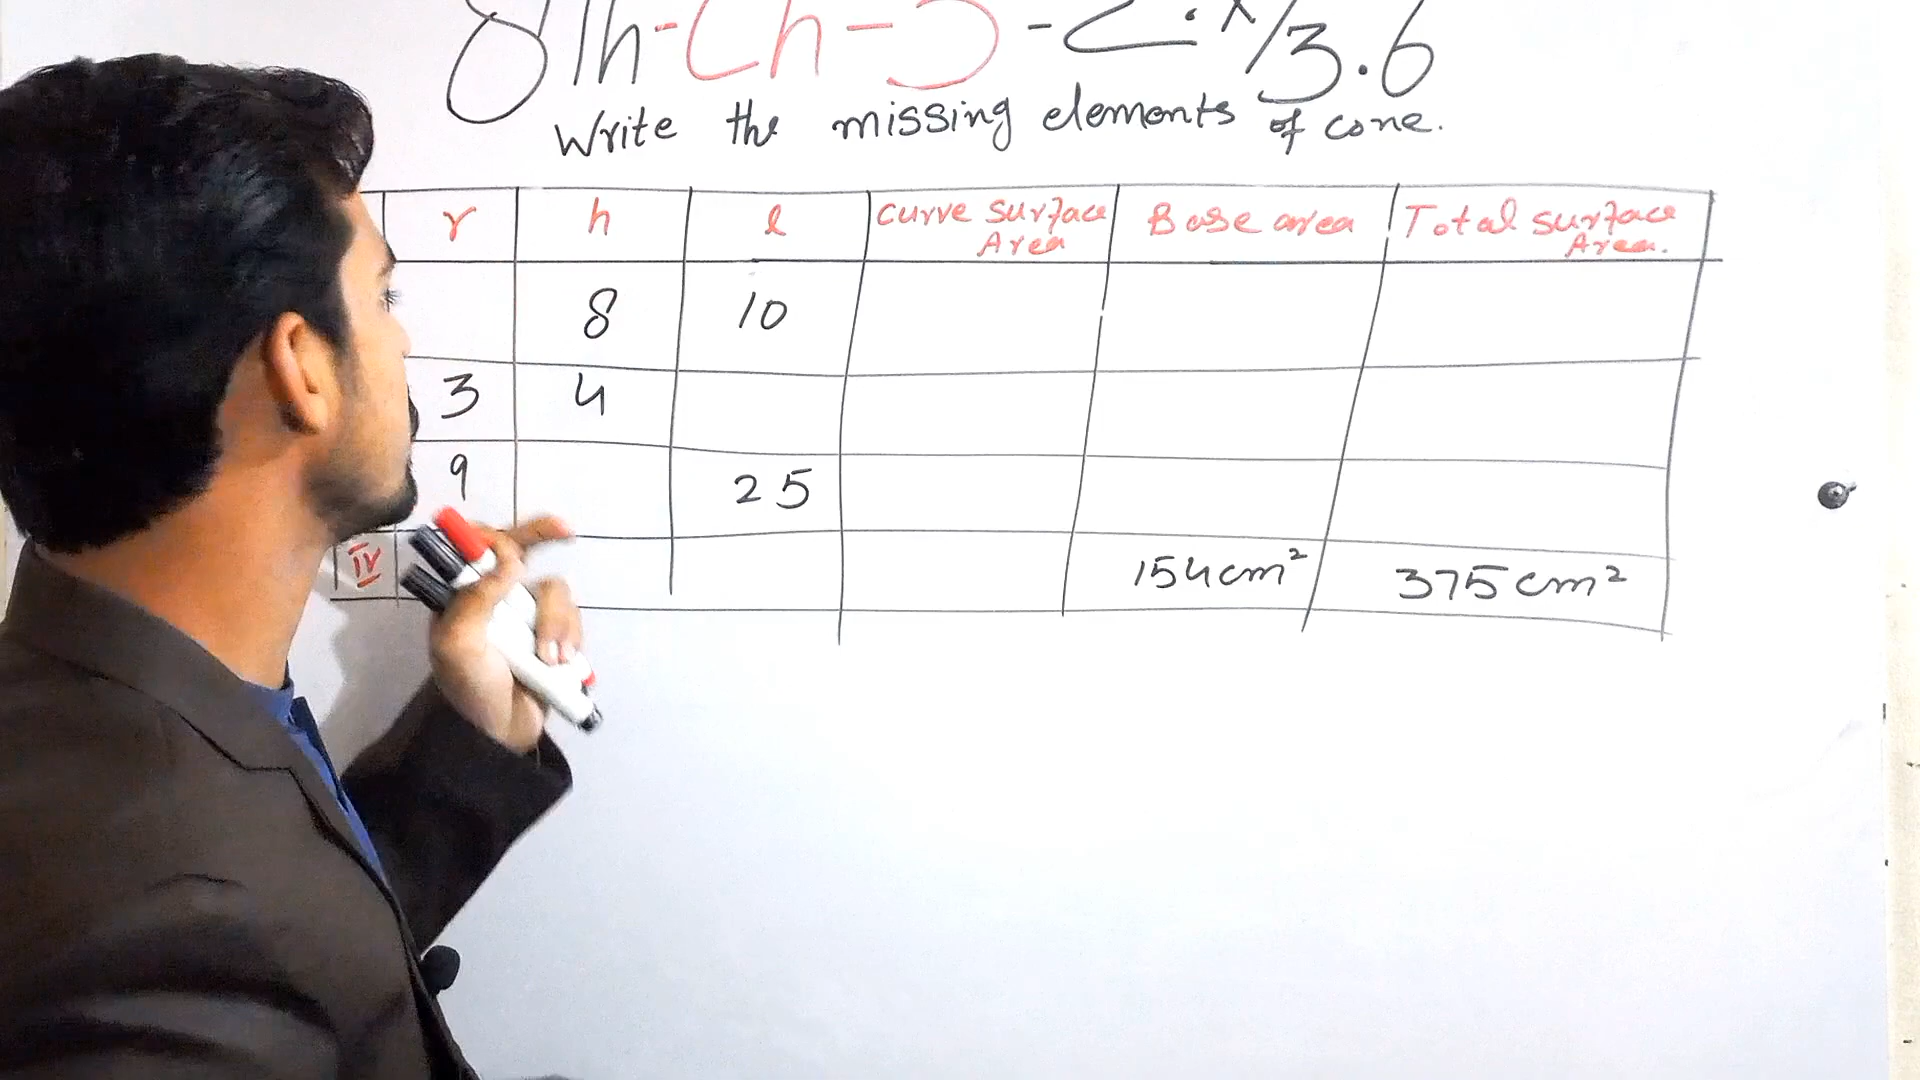 8th-Ch-5-Ex/3.6
Write the missing elements of cone.
r h l Curve Surface Area Base area Total Surface Area.
8 10
3 4
9 25
iv 154cm² 375cm²